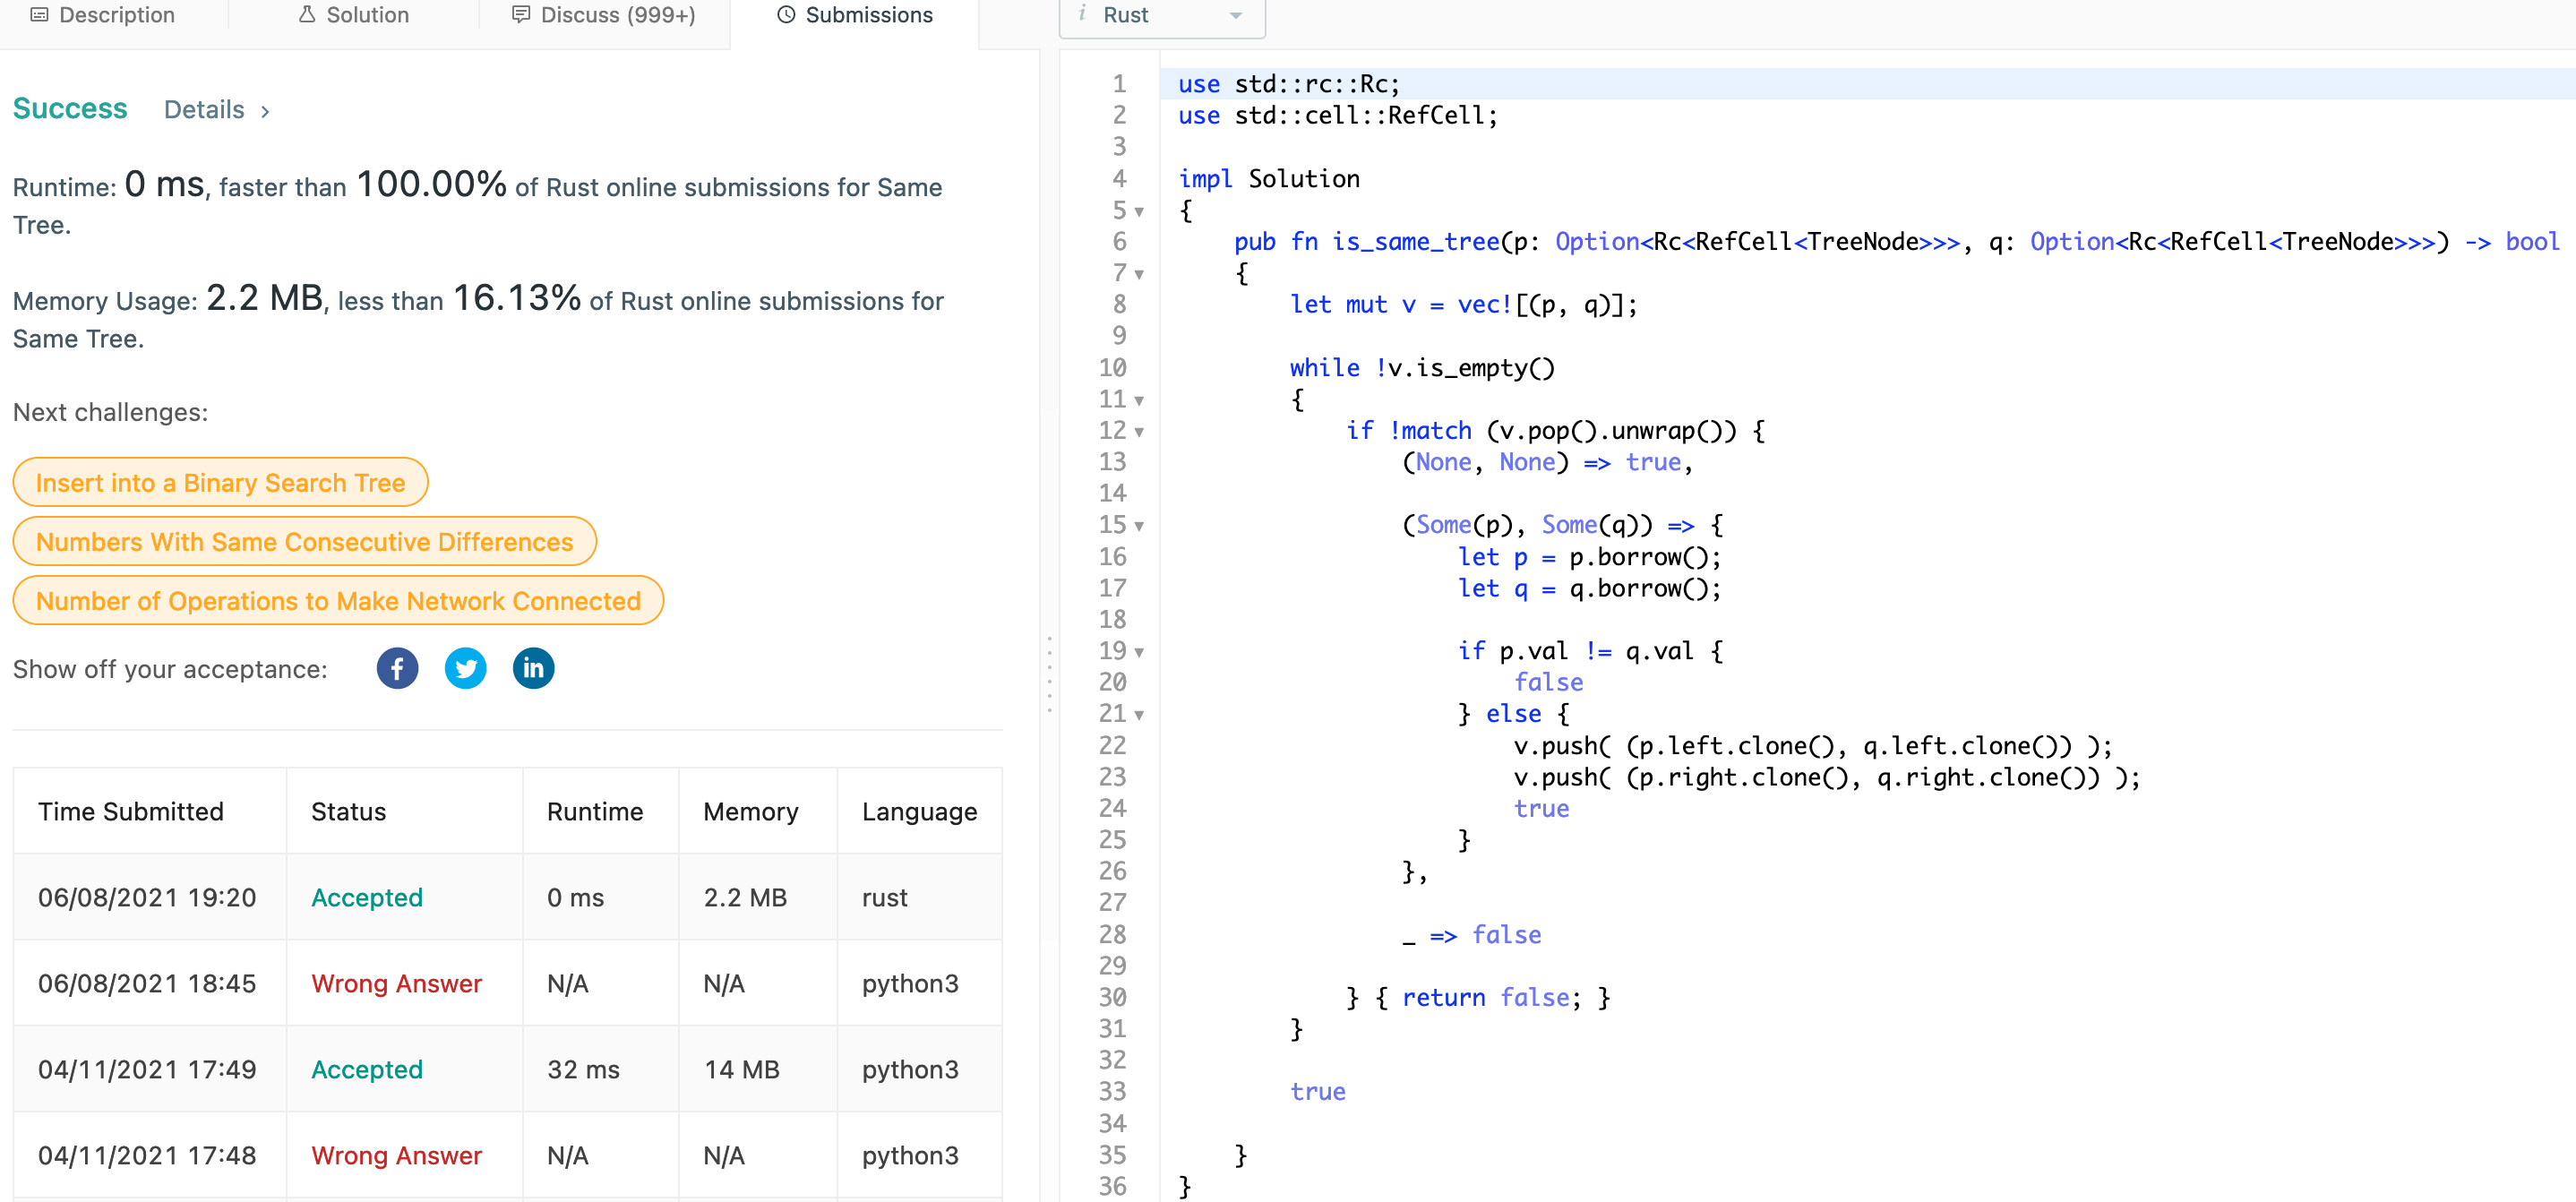 Description
Solution
Discuss (999+)
Submissions
i Rust
Success Details ›
Runtime: 0 ms, faster than 100.00% of Rust online submissions for Same
Tree.
Memory Usage: 2.2 MB, less than 16.13% of Rust online submissions for
Same Tree.
Next challenges:
Insert into a Binary Search Tree
Numbers With Same Consecutive Differences
Number of Operations to Make Network Connected
Show off your acceptance:
Time Submitted Status Runtime Memory Language
06/08/2021 19:20 Accepted 0 ms 2.2 MB rust
06/08/2021 18:45 Wrong Answer N/A N/A python3
04/11/2021 17:49 Accepted 32 ms 14 MB python3
04/11/2021 17:48 Wrong Answer N/A N/A python3
1 use std::rc::Rc;
2 use std::cell::RefCell;
3
4 impl Solution
5 {
6     pub fn is_same_tree(p: Option<Rc<RefCell<TreeNode>>>, q: Option<Rc<RefCell<TreeNode>>>) -> bool
7     {
8         let mut v = vec![(p, q)];
9
10         while !v.is_empty()
11         {
12             if !match (v.pop().unwrap()) {
13                 (None, None) => true,
14
15                 (Some(p), Some(q)) => {
16                     let p = p.borrow();
17                     let q = q.borrow();
18
19                     if p.val != q.val {
20                         false
21                     } else {
22                         v.push( (p.left.clone(), q.left.clone()) );
23                         v.push( (p.right.clone(), q.right.clone()) );
24                         true
25                     }
26                 },
27
28                 _ => false
29
30             } { return false; }
31         }
32
33         true
34
35     }
36 }